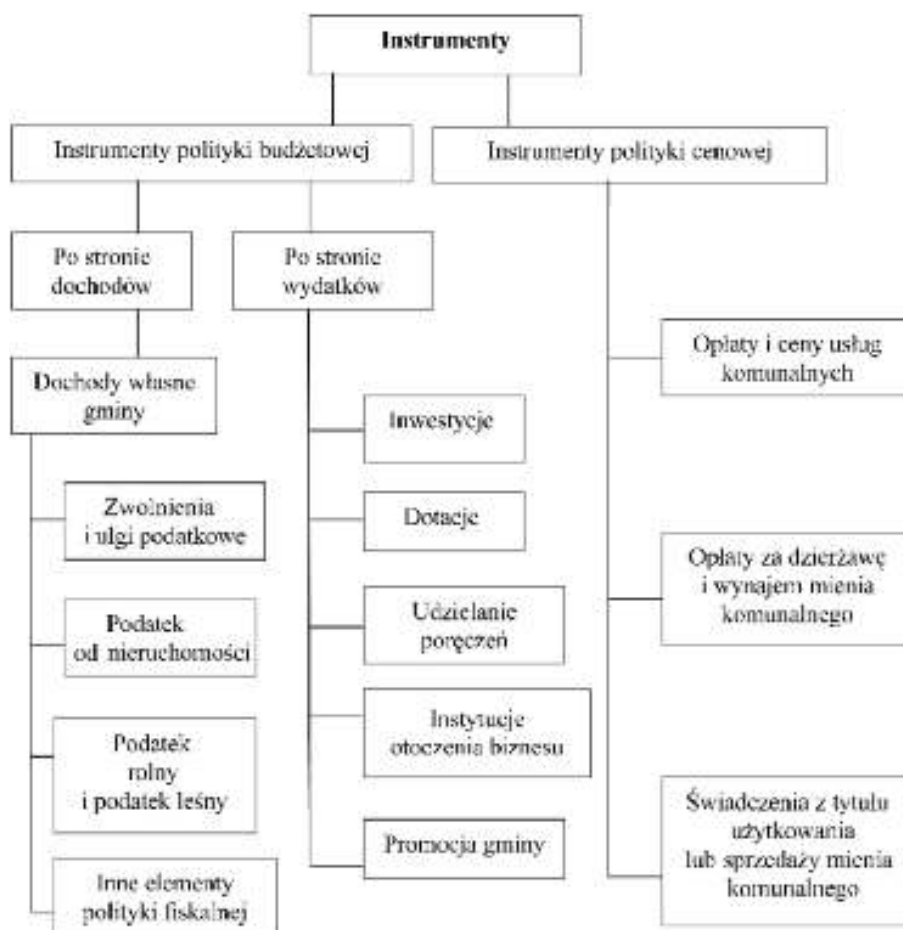 Instrumenty
Instrumenty polityki budżetowej
Instrumenty polityki cenowej
Po stronie
dochodów
Po stronie
wydatków
Dochody własne
gminy
Zwolnienia
i ulgi podatkowe
Podatek
od nieruchomości
Podatek
rolny
i podatek leśny
Inne elementy
polityki fiskalnej
Inwestycje
Dotacje
Udzielanie
poręczeń
Instytucje
otoczenia biznesu
Promocja gminy
Opłaty i ceny usług
komunalnych
Opłaty za dzierżawę
i wynajem mienia
komunalnego
Świadczenia z tytułu
użytkowania
lub sprzedaży mienia
komunalnego